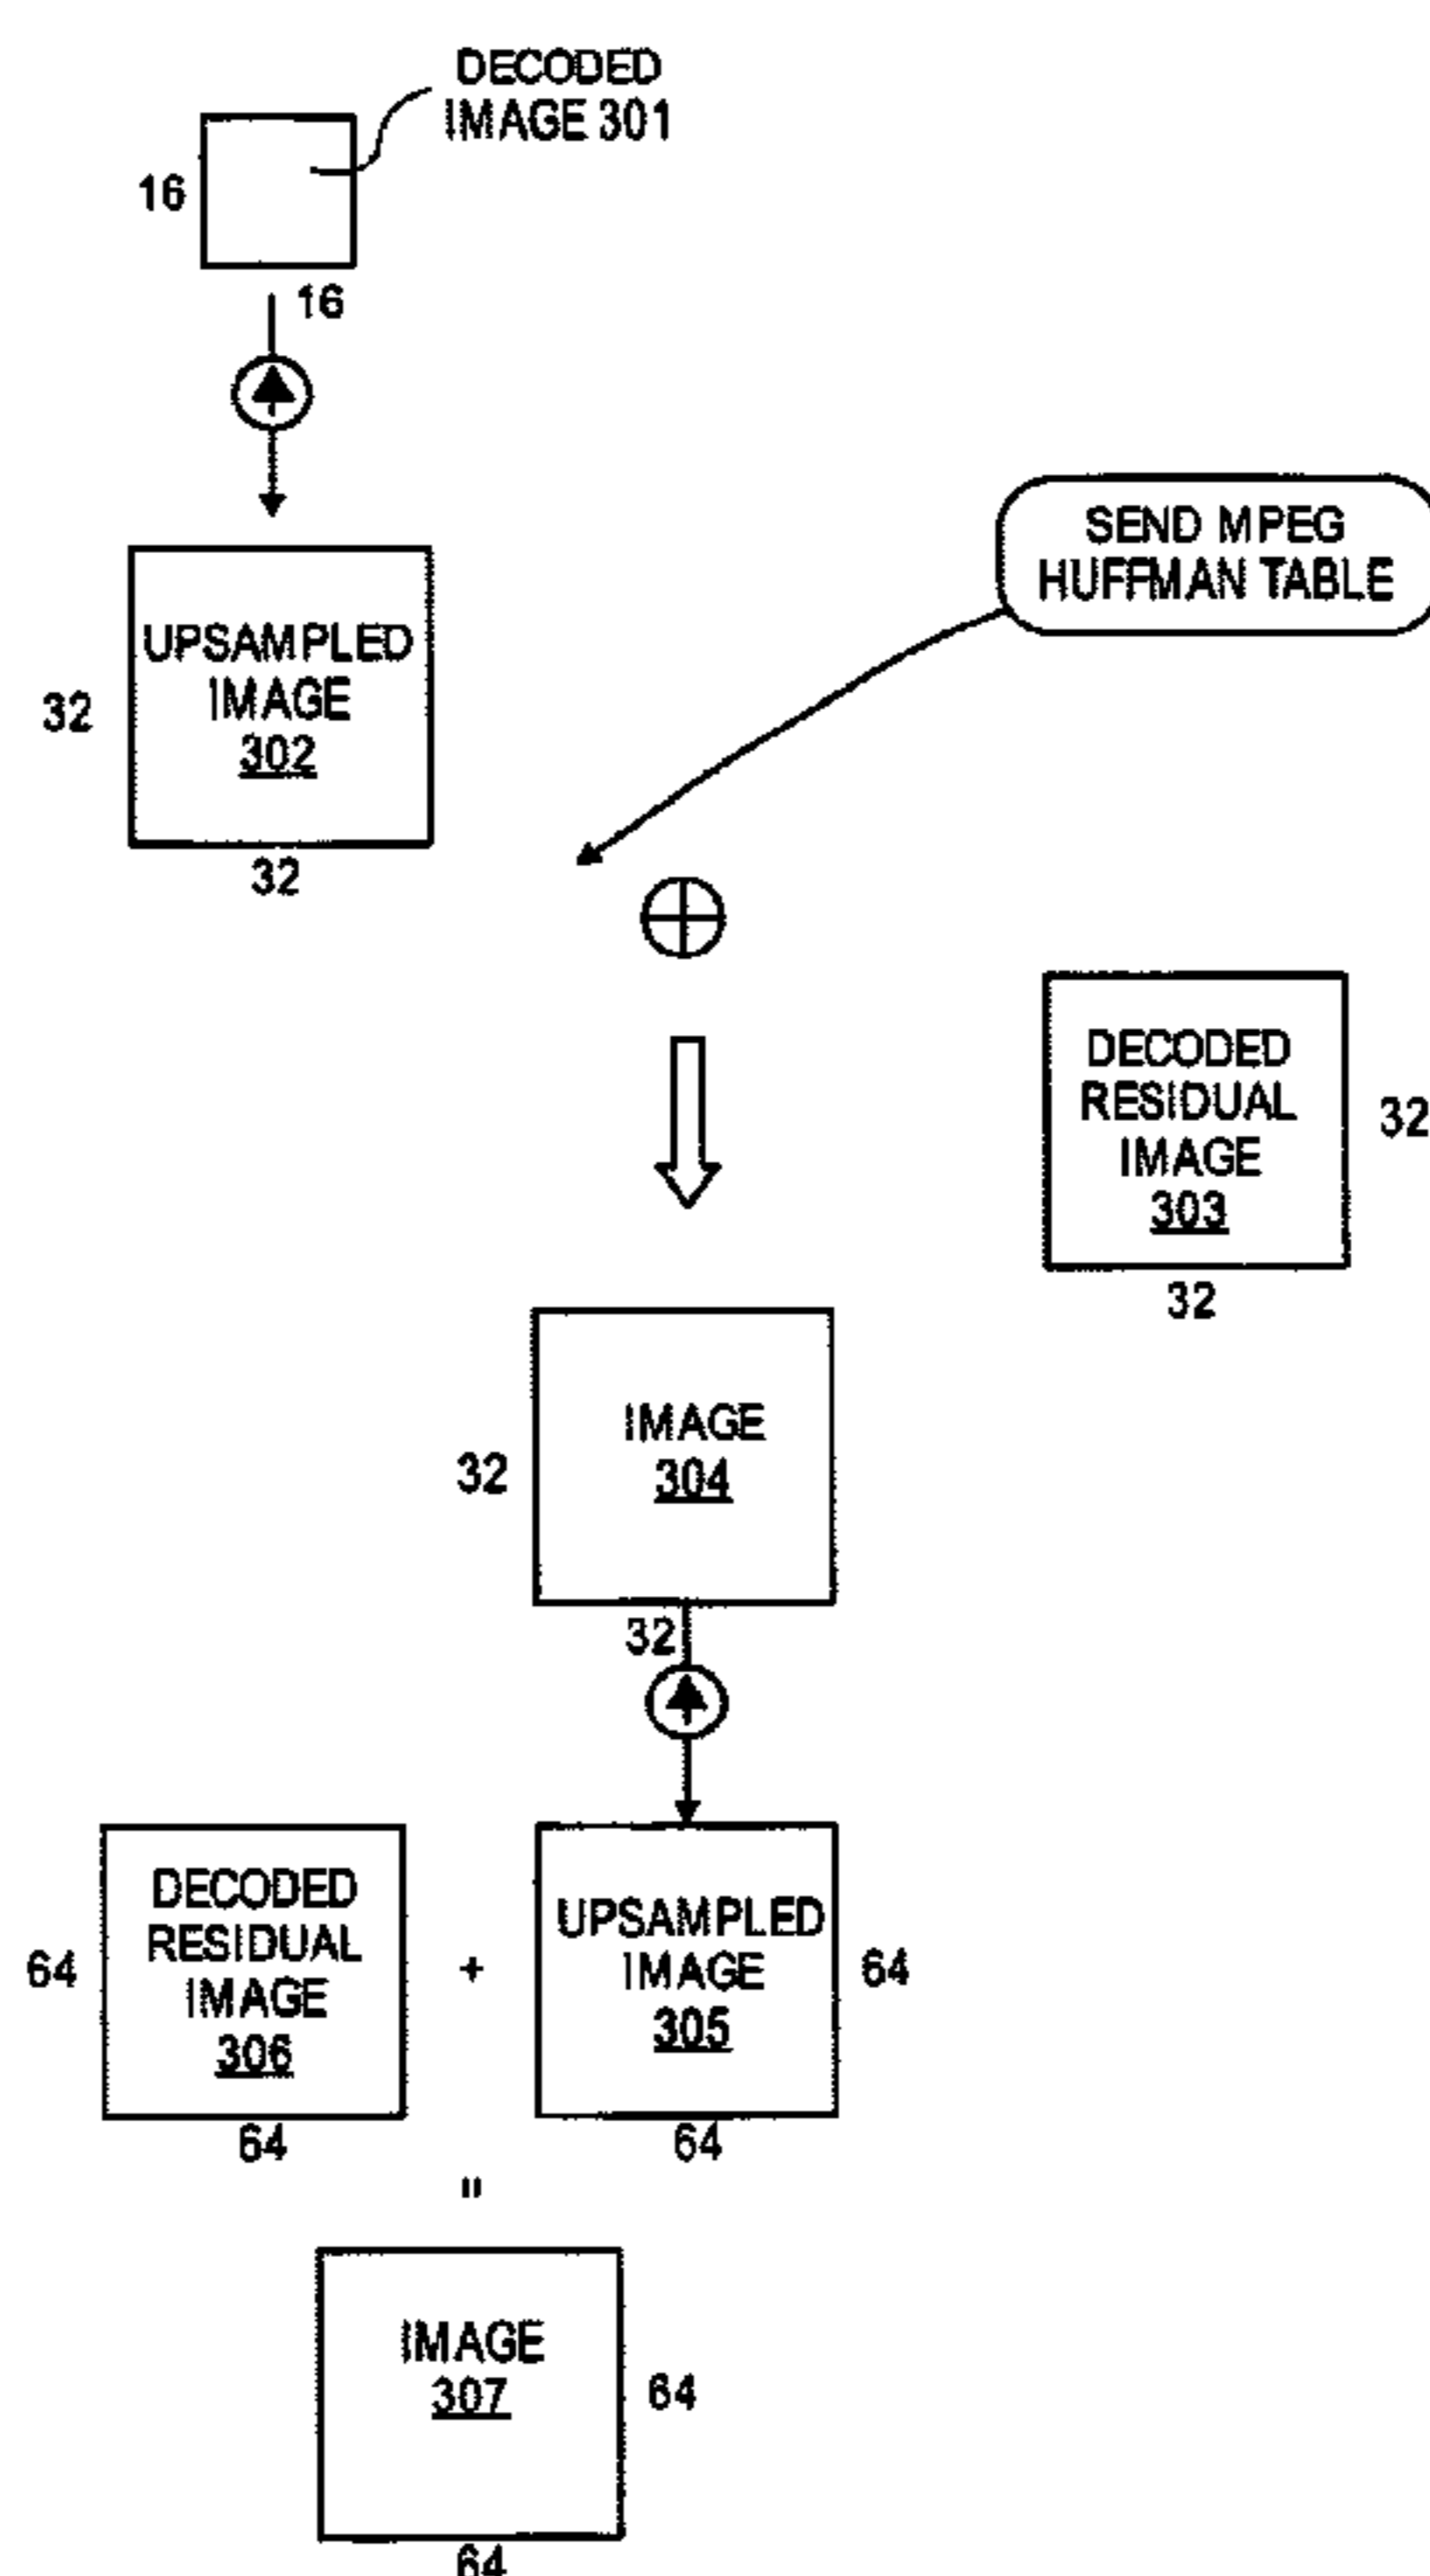 DECODED
IMAGE 301
16
16
SEND MPEG
HUFFMAN TABLE
UPSAMPLED
IMAGE
302
32
32
DECODED
RESIDUAL
IMAGE
303
32
32
IMAGE
304
32
32
DECODED
RESIDUAL
IMAGE
306
64
64
+
UPSAMPLED
IMAGE
305
64
64
=
IMAGE
307
64
64